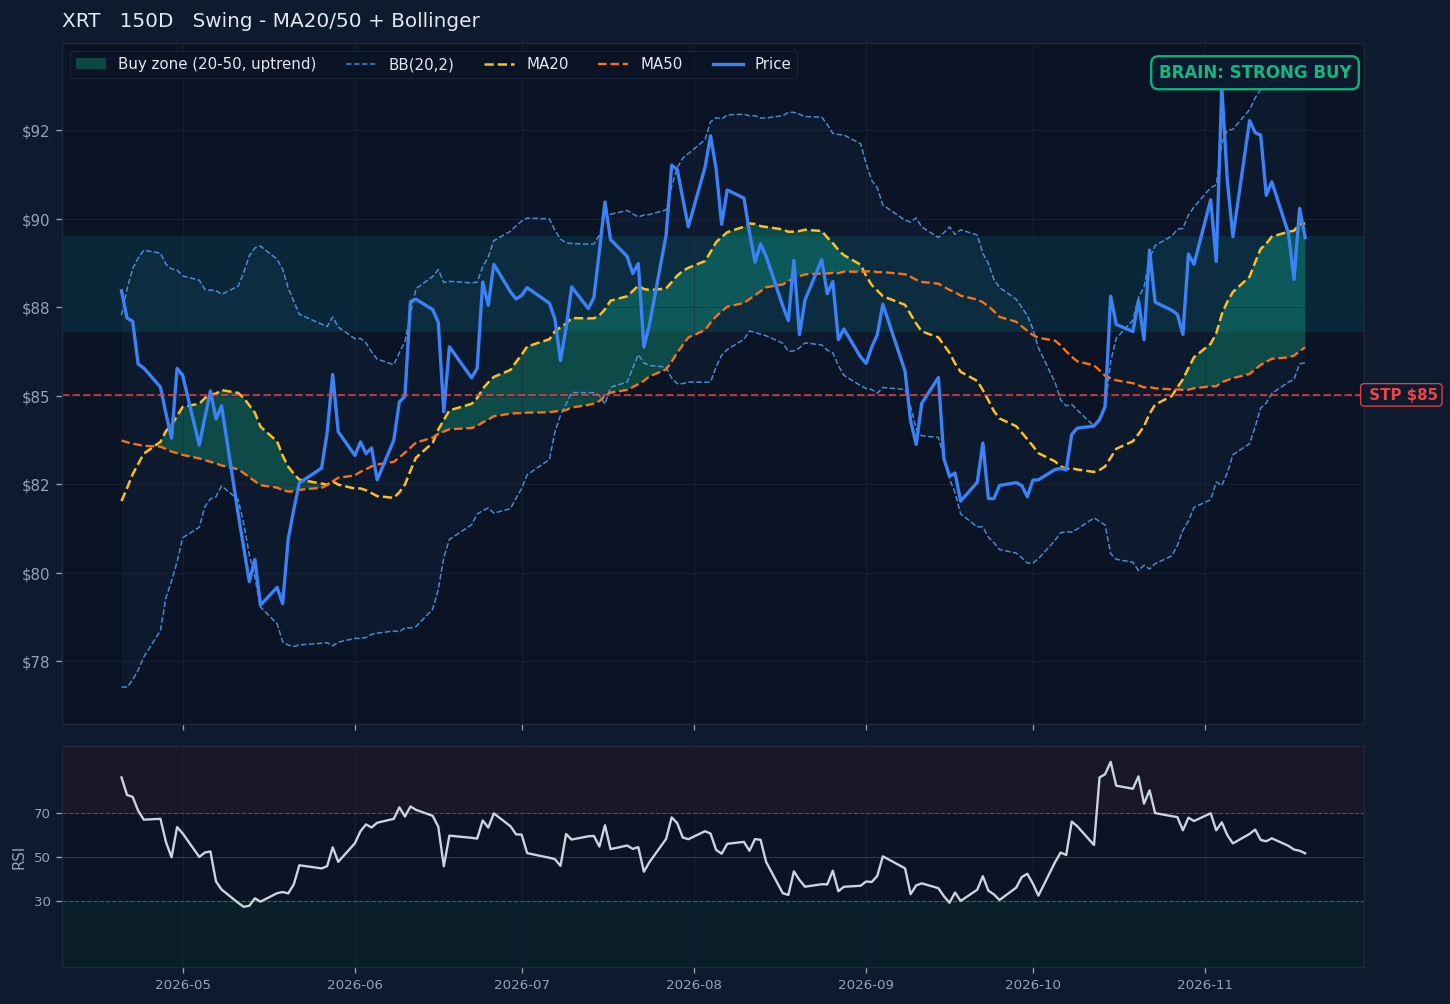 XRT 150D Swing - MA20/50 + Bollinger
Buy zone (20-50, uptrend) BB(20,2) MA20 MA50 Price
BRAIN: STRONG BUY
$92
$90
$88
$85
$82
$80
$78
STP $85
RSI
70
50
30
2026-05 2026-06 2026-07 2026-08 2026-09 2026-10 2026-11